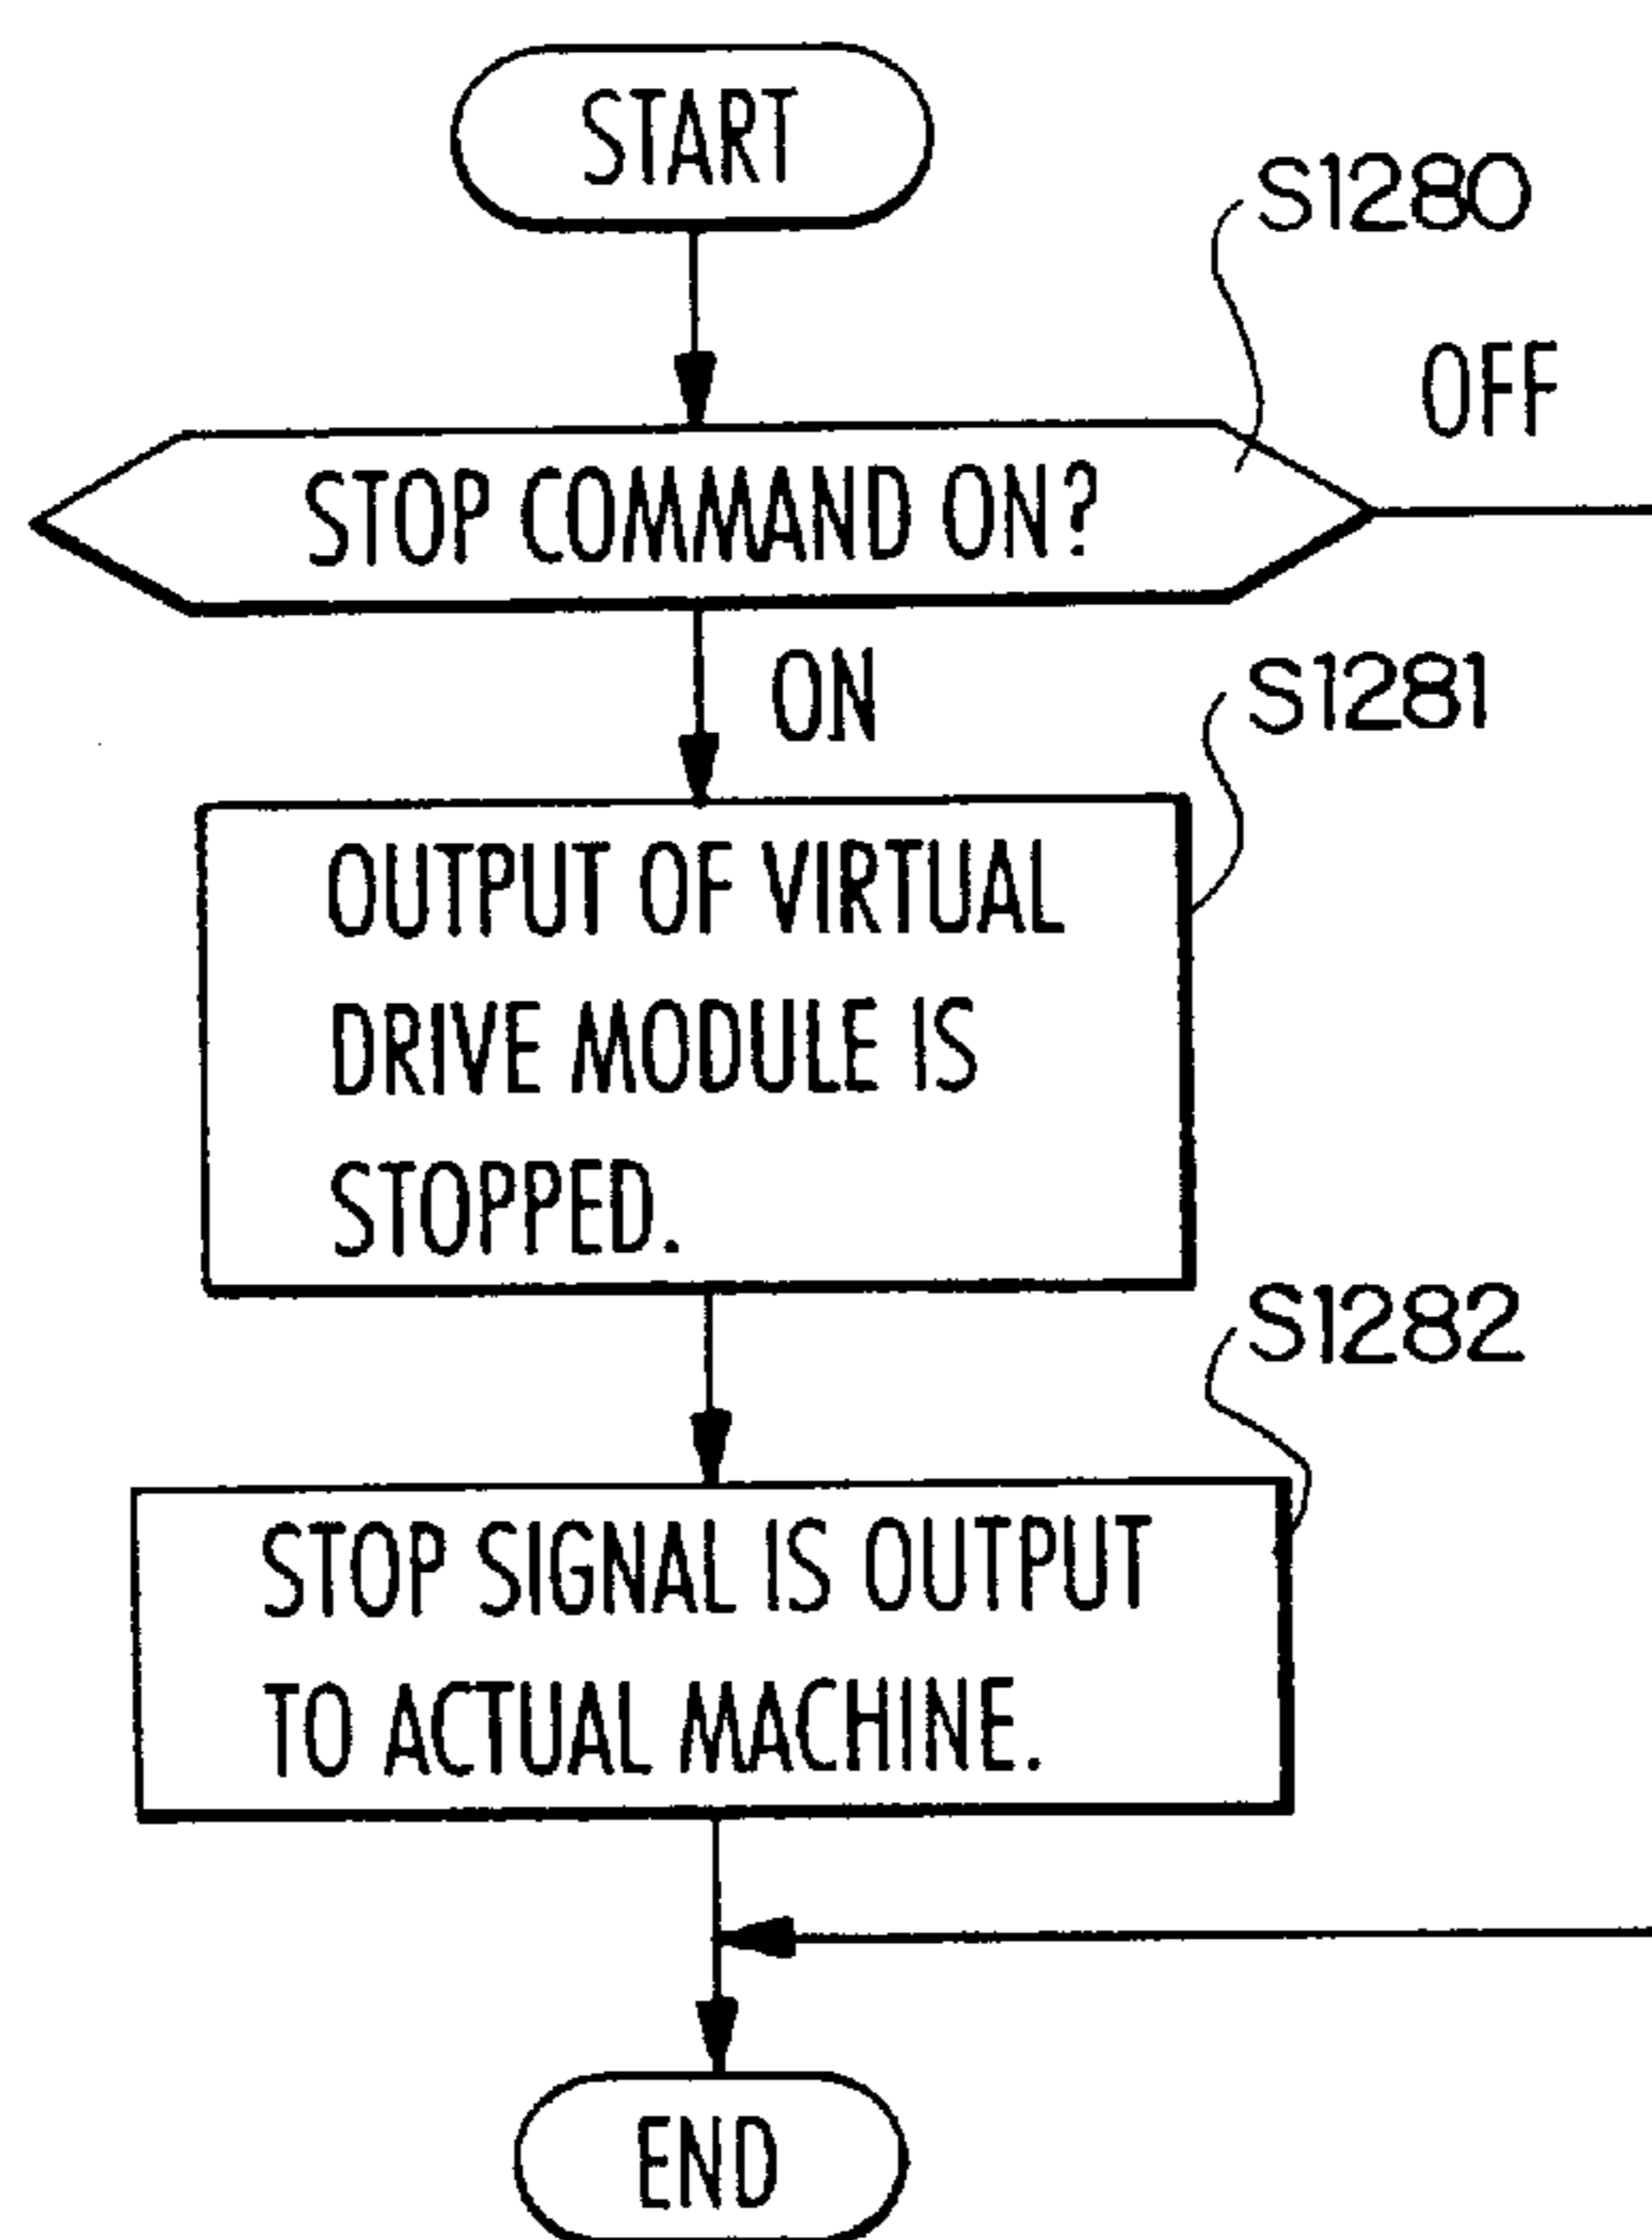 START
S1280
OFF
STOP COMMAND ON?
ON
S1281
OUTPUT OF VIRTUAL
DRIVE MODULE IS
STOPPED.
S1282
STOP SIGNAL IS OUTPUT
TO ACTUAL MACHINE.
END